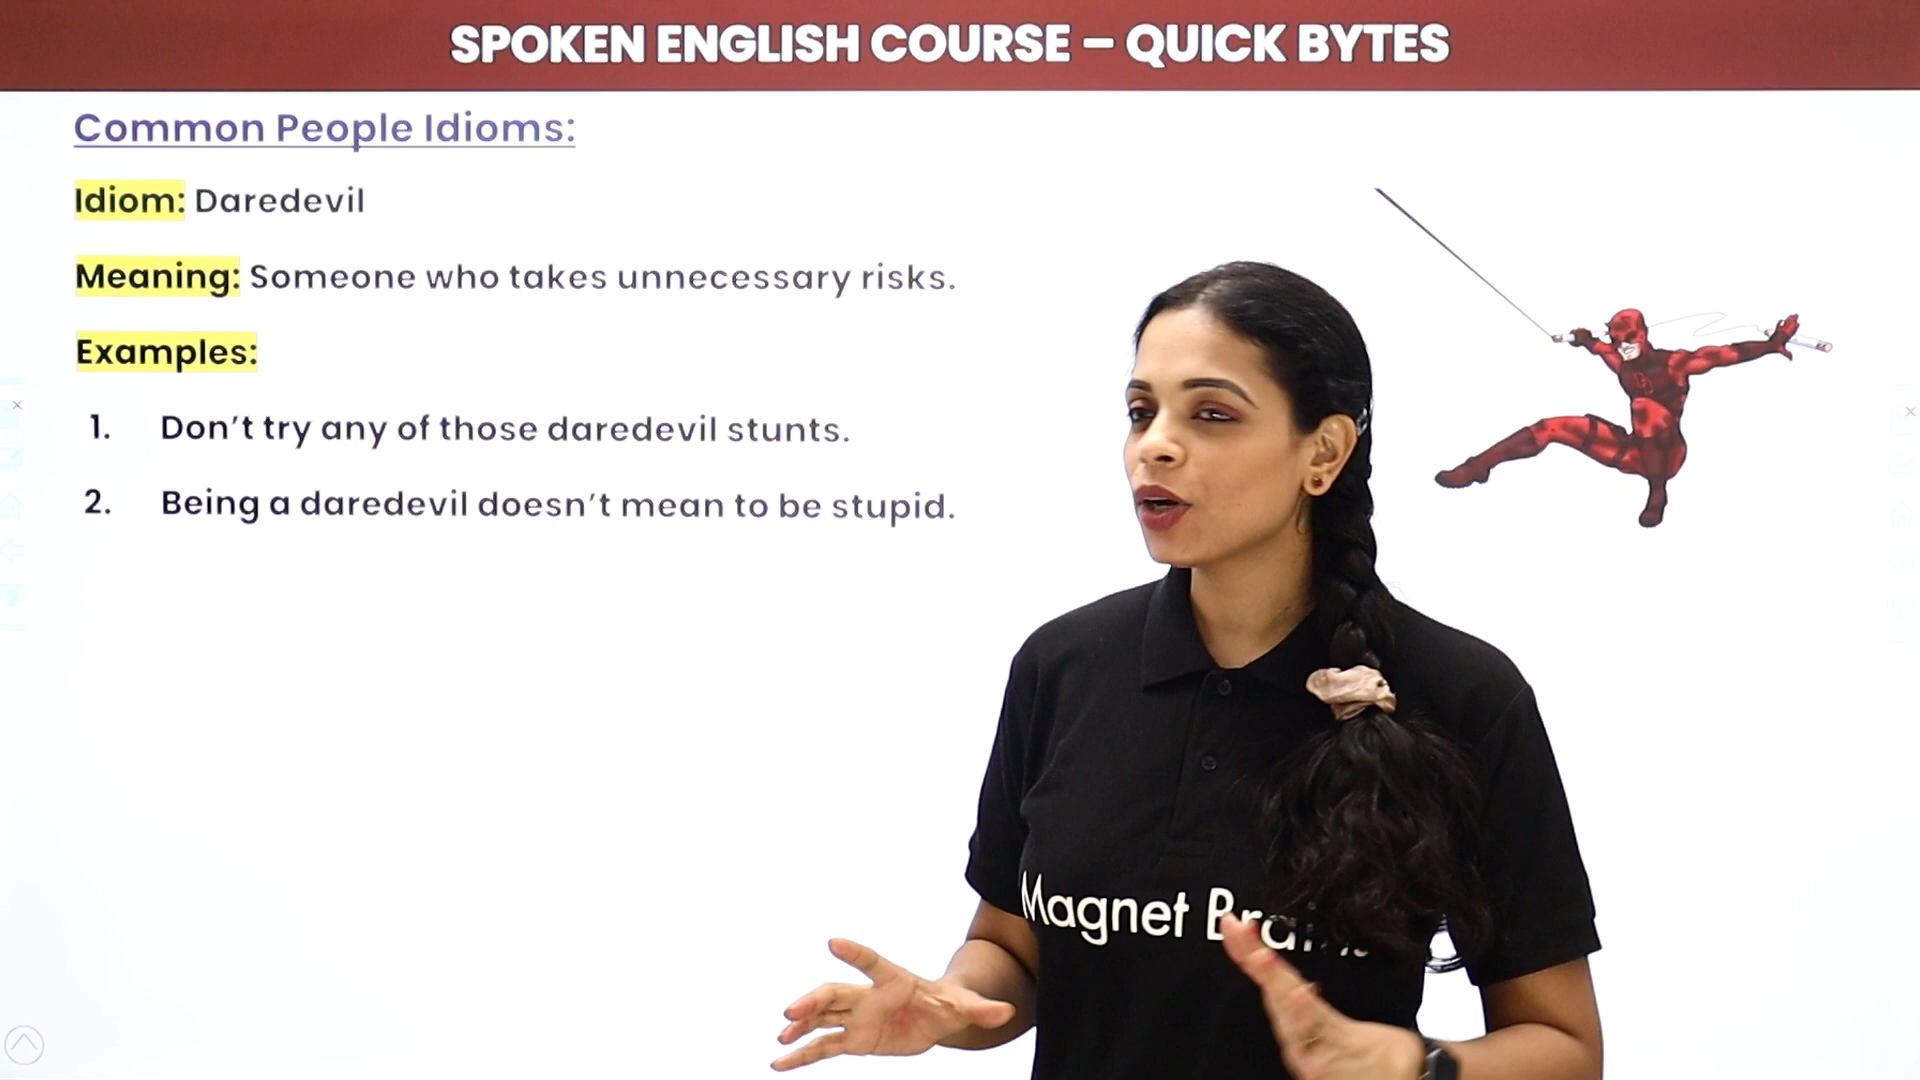 SPOKEN ENGLISH COURSE – QUICK BYTES
Common People Idioms:
Idiom: Daredevil
Meaning: Someone who takes unnecessary risks.
Examples:
1. Don't try any of those daredevil stunts.
2. Being a daredevil doesn't mean to be stupid.
Magnet